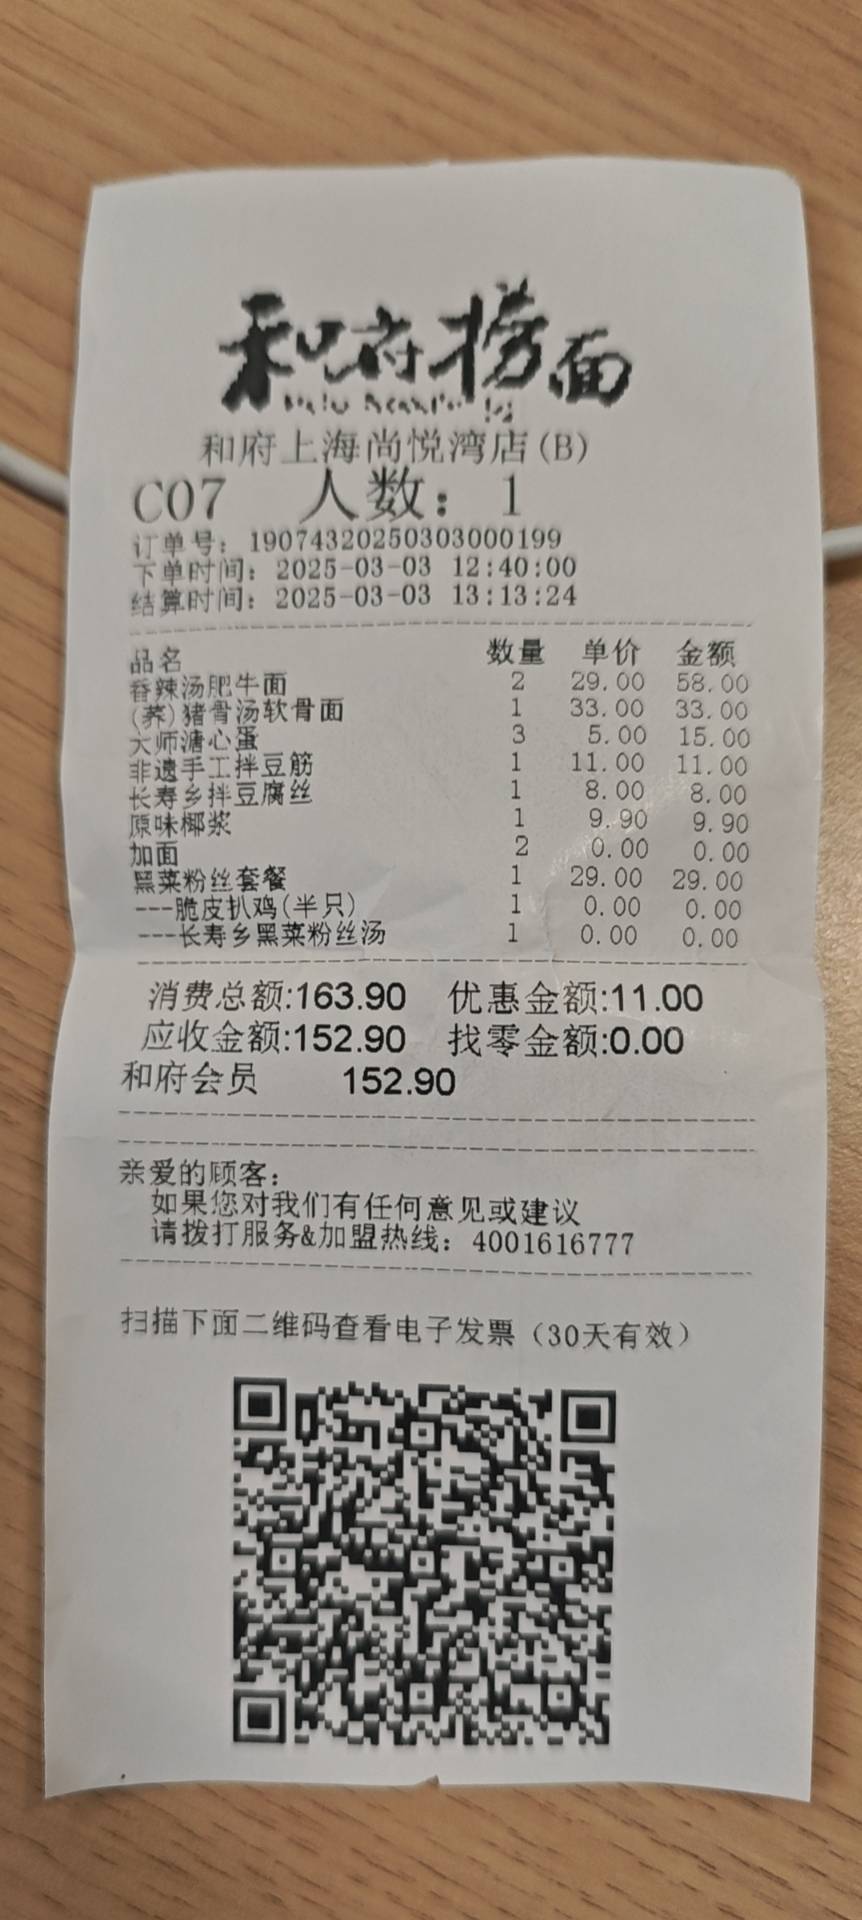 和府捞面
和府上海尚悦湾店(B)
C07 人数：1
订单号：19074320250303000199
下单时间：2025-03-03 12:40:00
结算时间：2025-03-03 13:13:24
品名 数量 单价 金额
香辣汤肥牛面 2 29.00 58.00
(荞)猪骨汤软骨面 1 33.00 33.00
大师溏心蛋 3 5.00 15.00
非遗手工拌豆筋 1 11.00 11.00
长寿乡拌豆腐丝 1 8.00 8.00
原味椰浆 1 9.90 9.90
加面 2 0.00 0.00
黑菜粉丝套餐 1 29.00 29.00
---脆皮扒鸡(半只) 1 0.00 0.00
---长寿乡黑菜粉丝汤 1 0.00 0.00
消费总额:163.90 优惠金额:11.00
应收金额:152.90 找零金额:0.00
和府会员 152.90
亲爱的顾客：
如果您对我们有任何意见或建议
请拨打服务&加盟热线：4001616777
扫描下面二维码查看电子发票（30天有效）